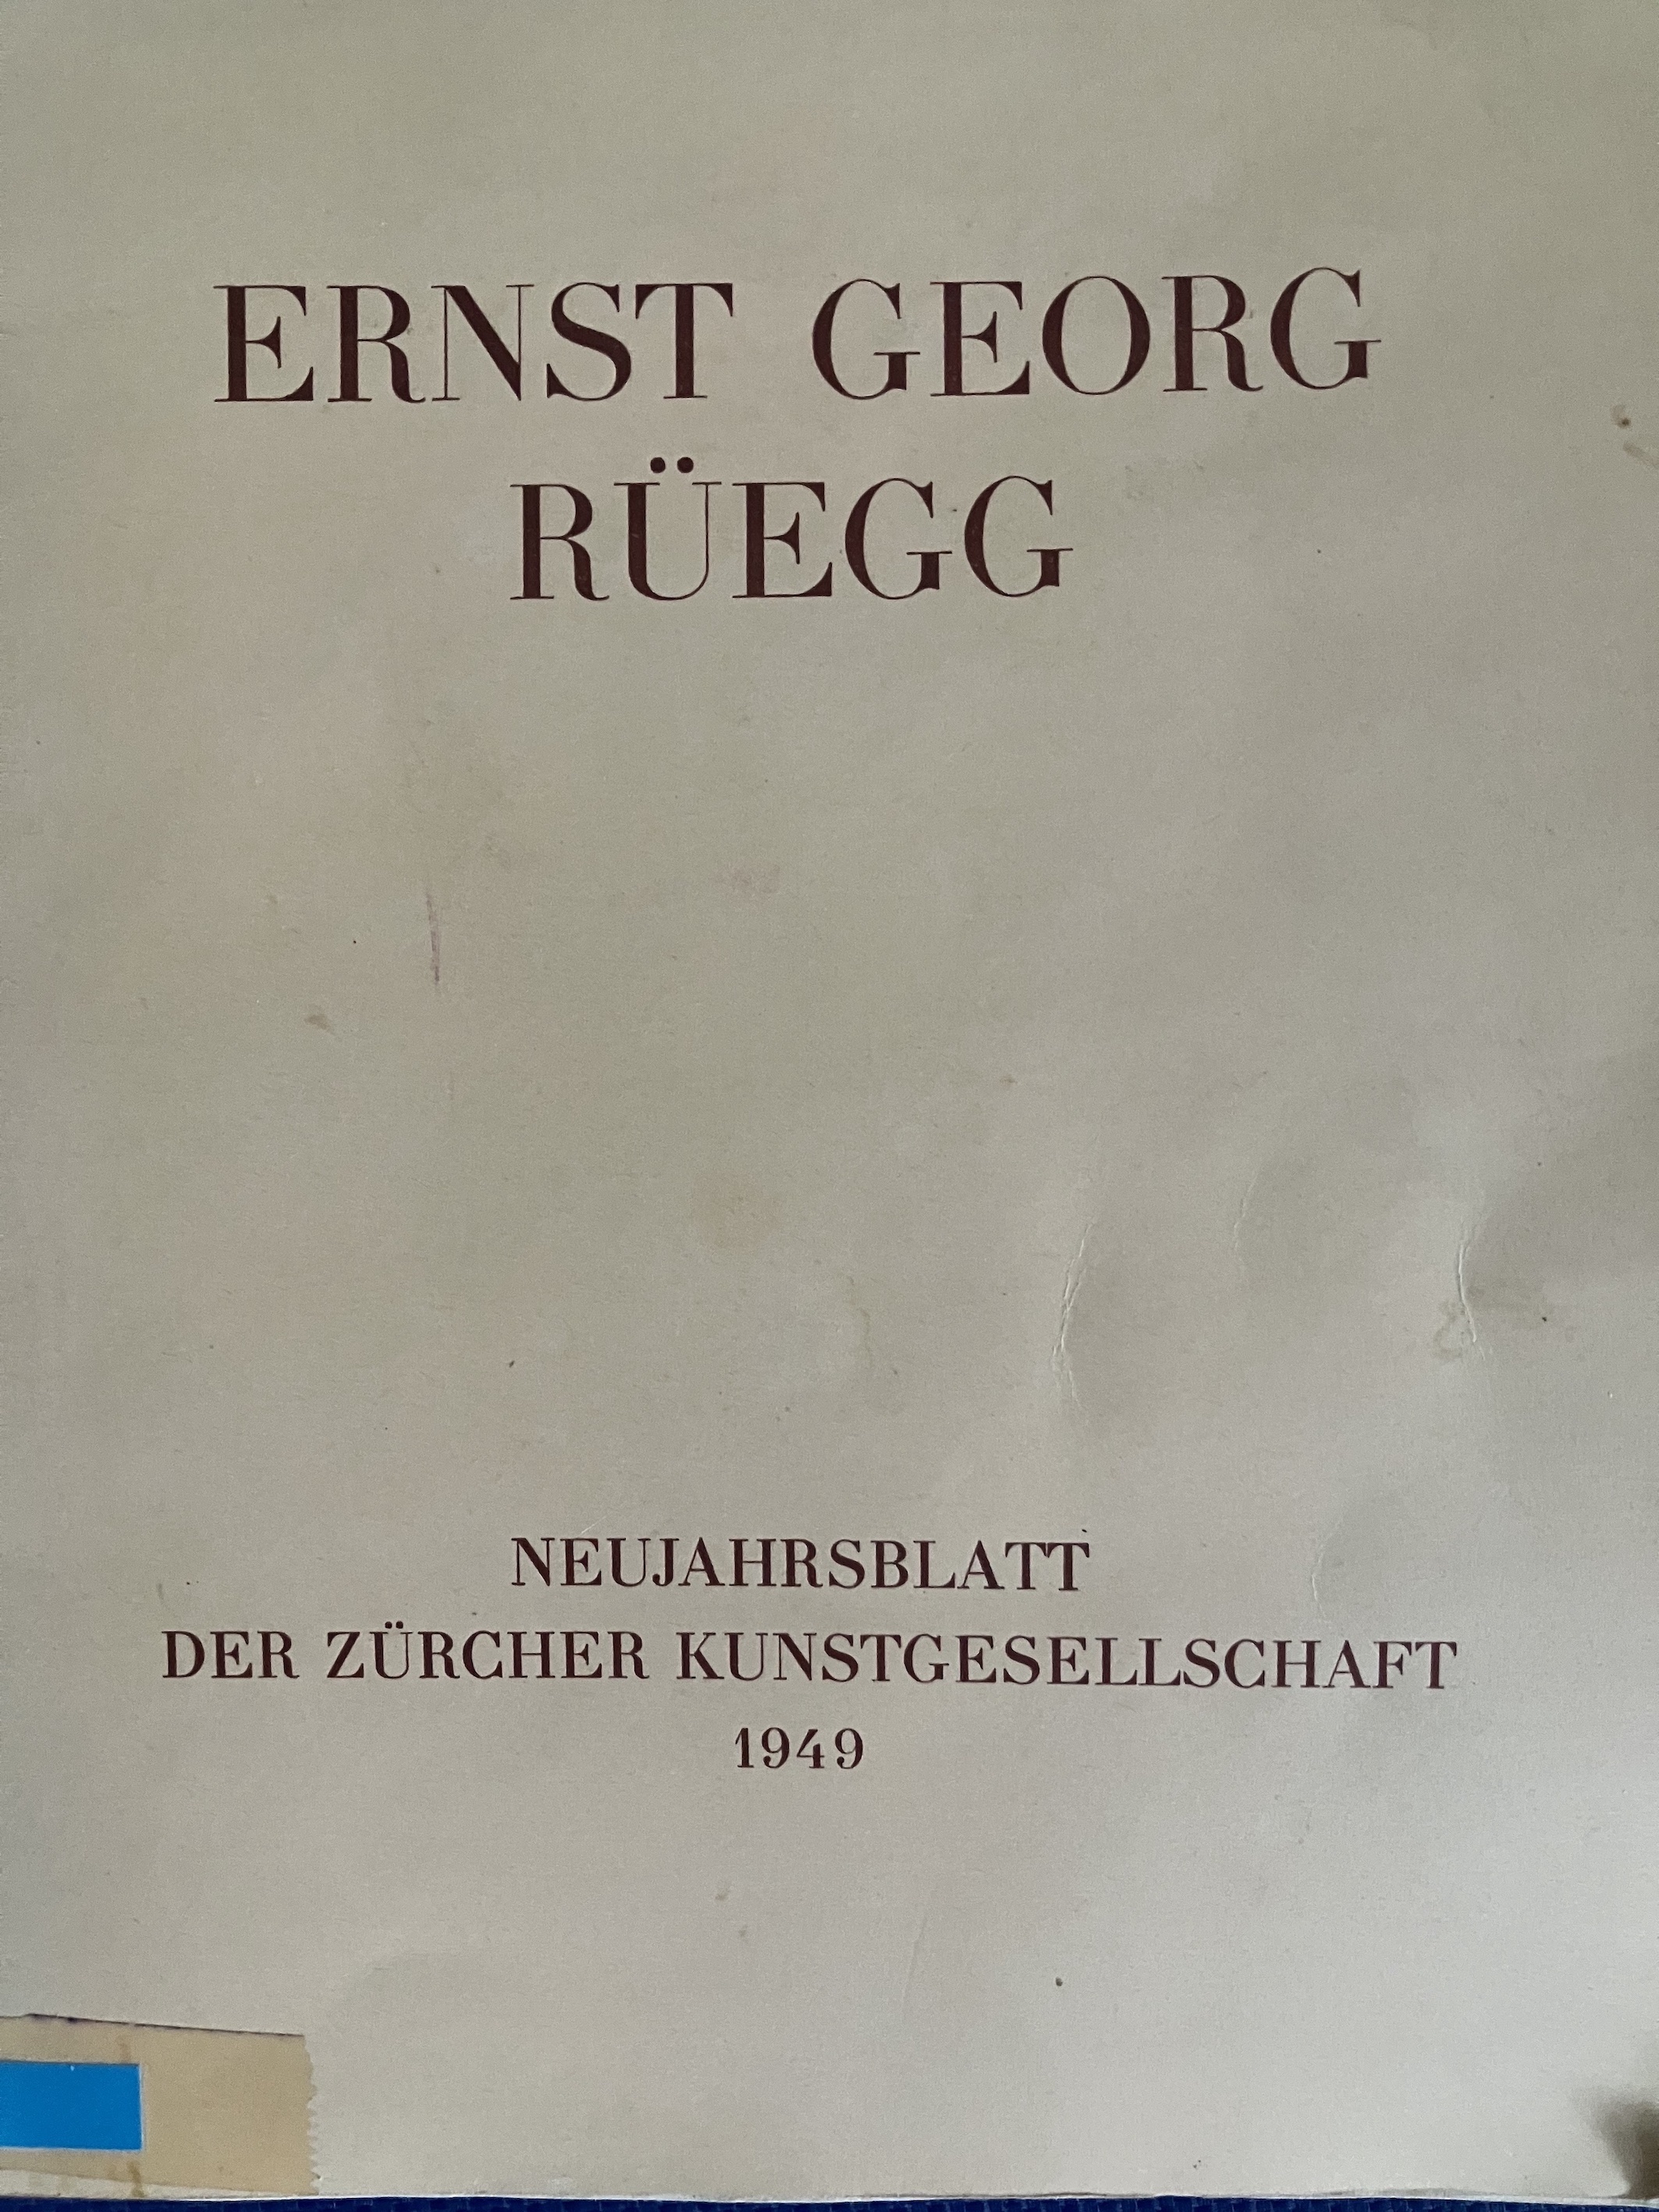 ERNST GEORG
RÜEGG
NEUJAHRSBLATT
DER ZÜRCHER KUNSTGESELLSCHAFT
1949